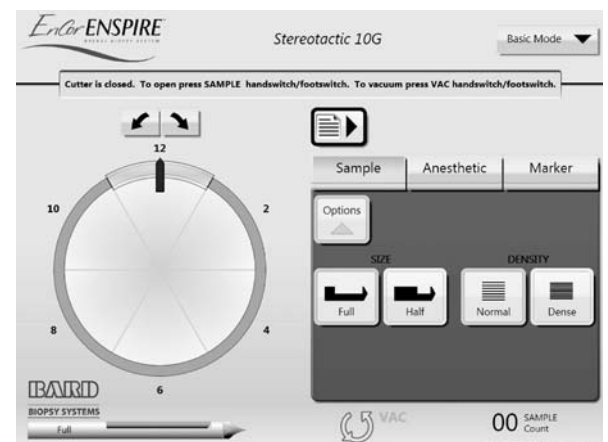 EnCor ENSPIRE
BREAST BIOPSY SYSTEM
Stereotactic 10G
Basic Mode
Cutter is closed. To open press SAMPLE handswitch/footswitch. To vacuum press VAC handswitch/footswitch.
12
2
4
6
8
10
Sample
Anesthetic
Marker
Options
SIZE
DENSITY
Full
Half
Normal
Dense
BARD
BIOPSY SYSTEMS
Full
VAC
00 SAMPLE
Count